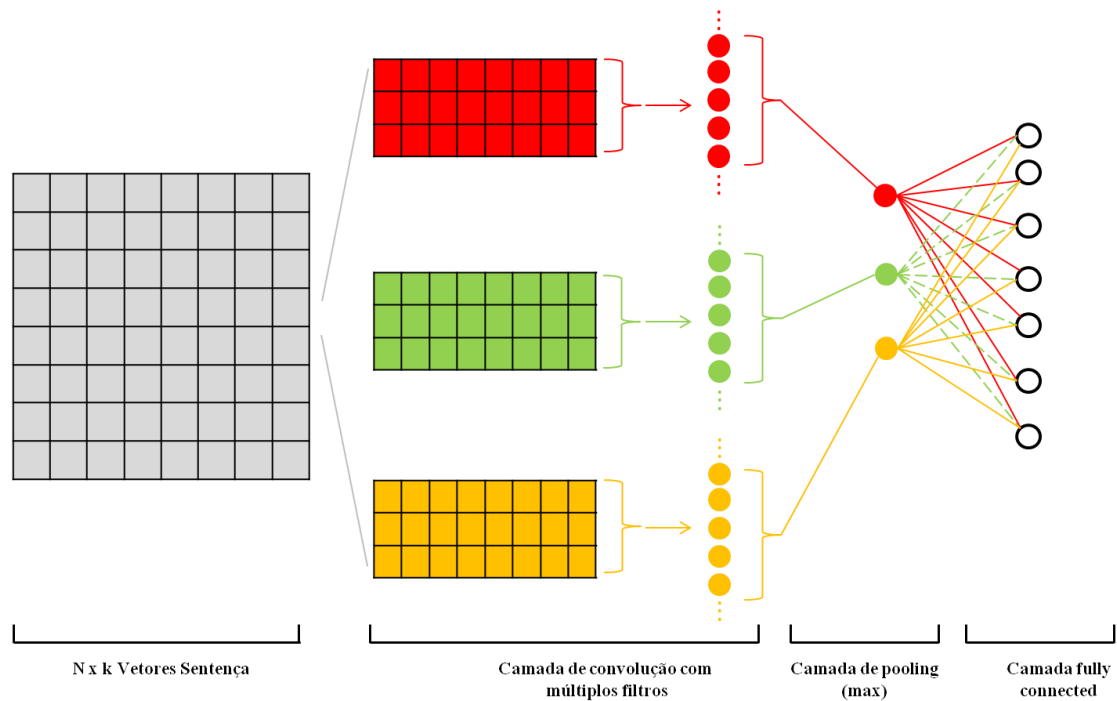 N x k Vetores Sentença
Camada de convolução com
múltiplos filtros
Camada de pooling
(max)
Camada fully
connected